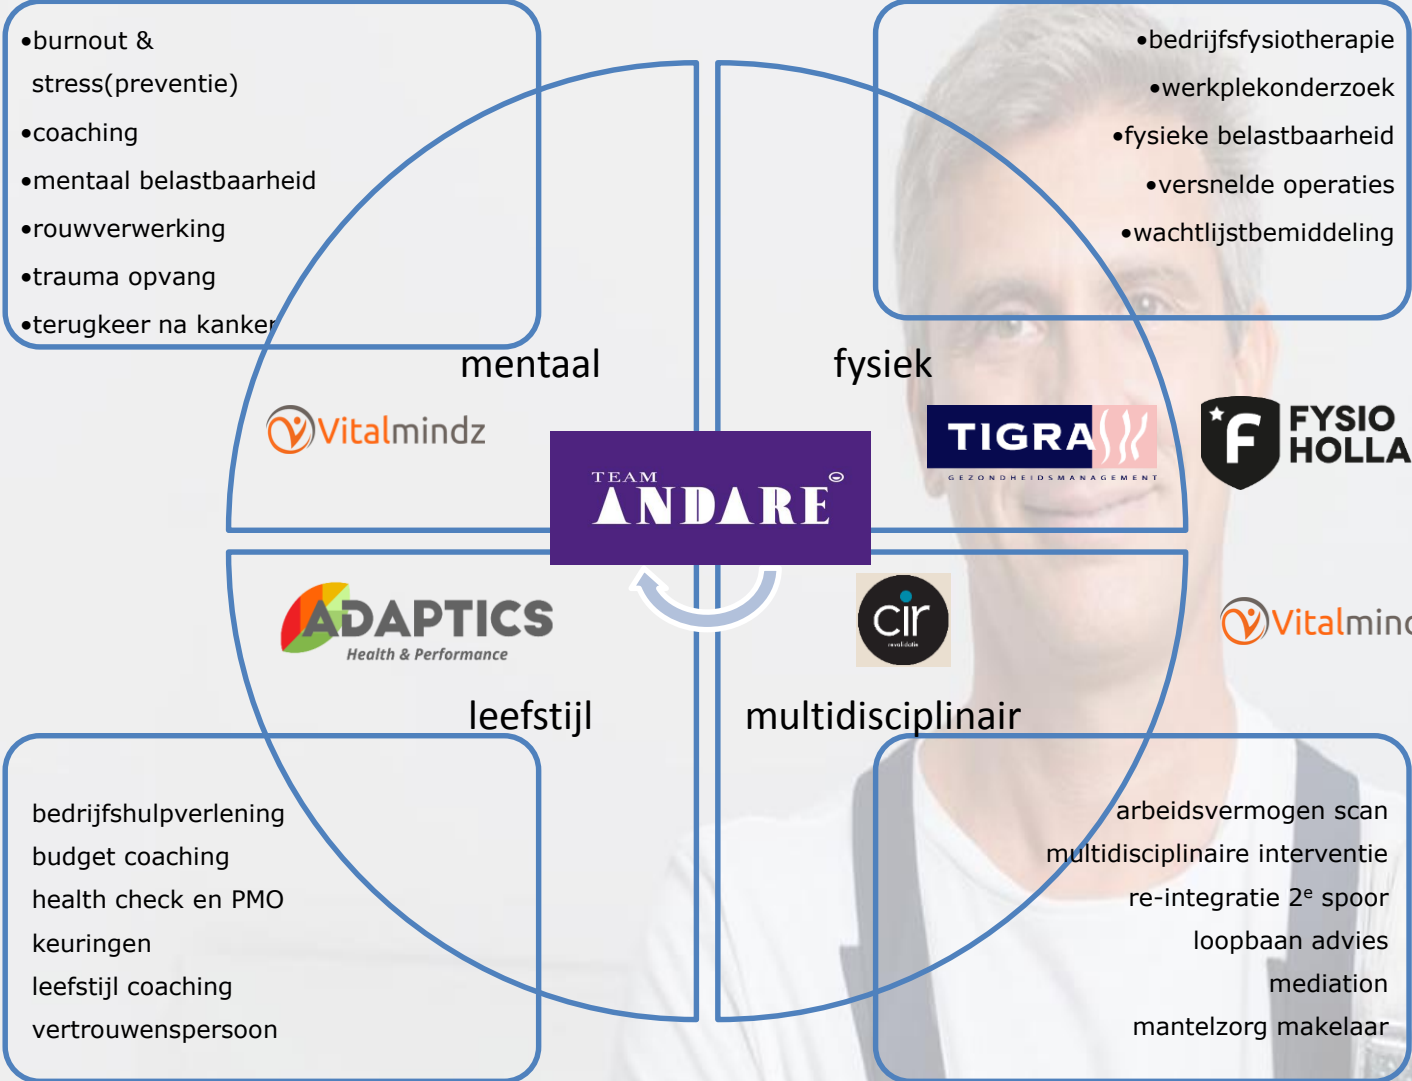 •burnout &
stress(preventie)
•coaching
•mentaal belastbaarheid
•rouwverwerking
•trauma opvang
•terugkeer na kanker
•bedrijfsfysiotherapie
•werkplekonderzoek
•fysieke belastbaarheid
•versnelde operaties
•wachtlijstbemiddeling
mentaal
fysiek
Vitalmindz
TIGRA
GEZONDHEIDSMANAGEMENT
FYSIO
HOLLA
TEAM
ANDARE
ADAPTICS
Health & Performance
cir
revalidatie
Vitalmind
leefstijl
multidisciplinair
bedrijfshulpverlening
budget coaching
health check en PMO
keuringen
leefstijl coaching
vertrouwenspersoon
arbeidsvermogen scan
multidisciplinaire interventie
re-integratie 2e spoor
loopbaan advies
mediation
mantelzorg makelaar